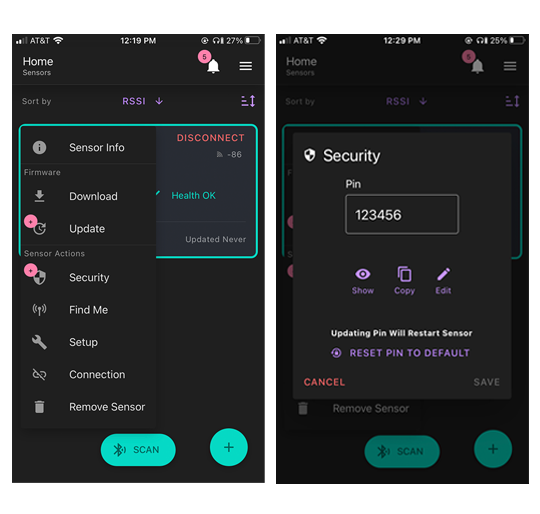 AT&T 12:19 PM 27%
Home
Sensors
5
Sort by RSSI
DISCONNECT
-86
Health OK
Updated Never
Sensor Info
Firmware
Download
Update
Sensor Actions
Security
Find Me
Setup
Connection
Remove Sensor
SCAN
AT&T 12:29 PM 25%
Home
Sensors
5
Sort by RSSI
Security
Pin
123456
Show Copy Edit
Updating Pin Will Restart Sensor
RESET PIN TO DEFAULT
CANCEL SAVE
Remove Sensor
SCAN